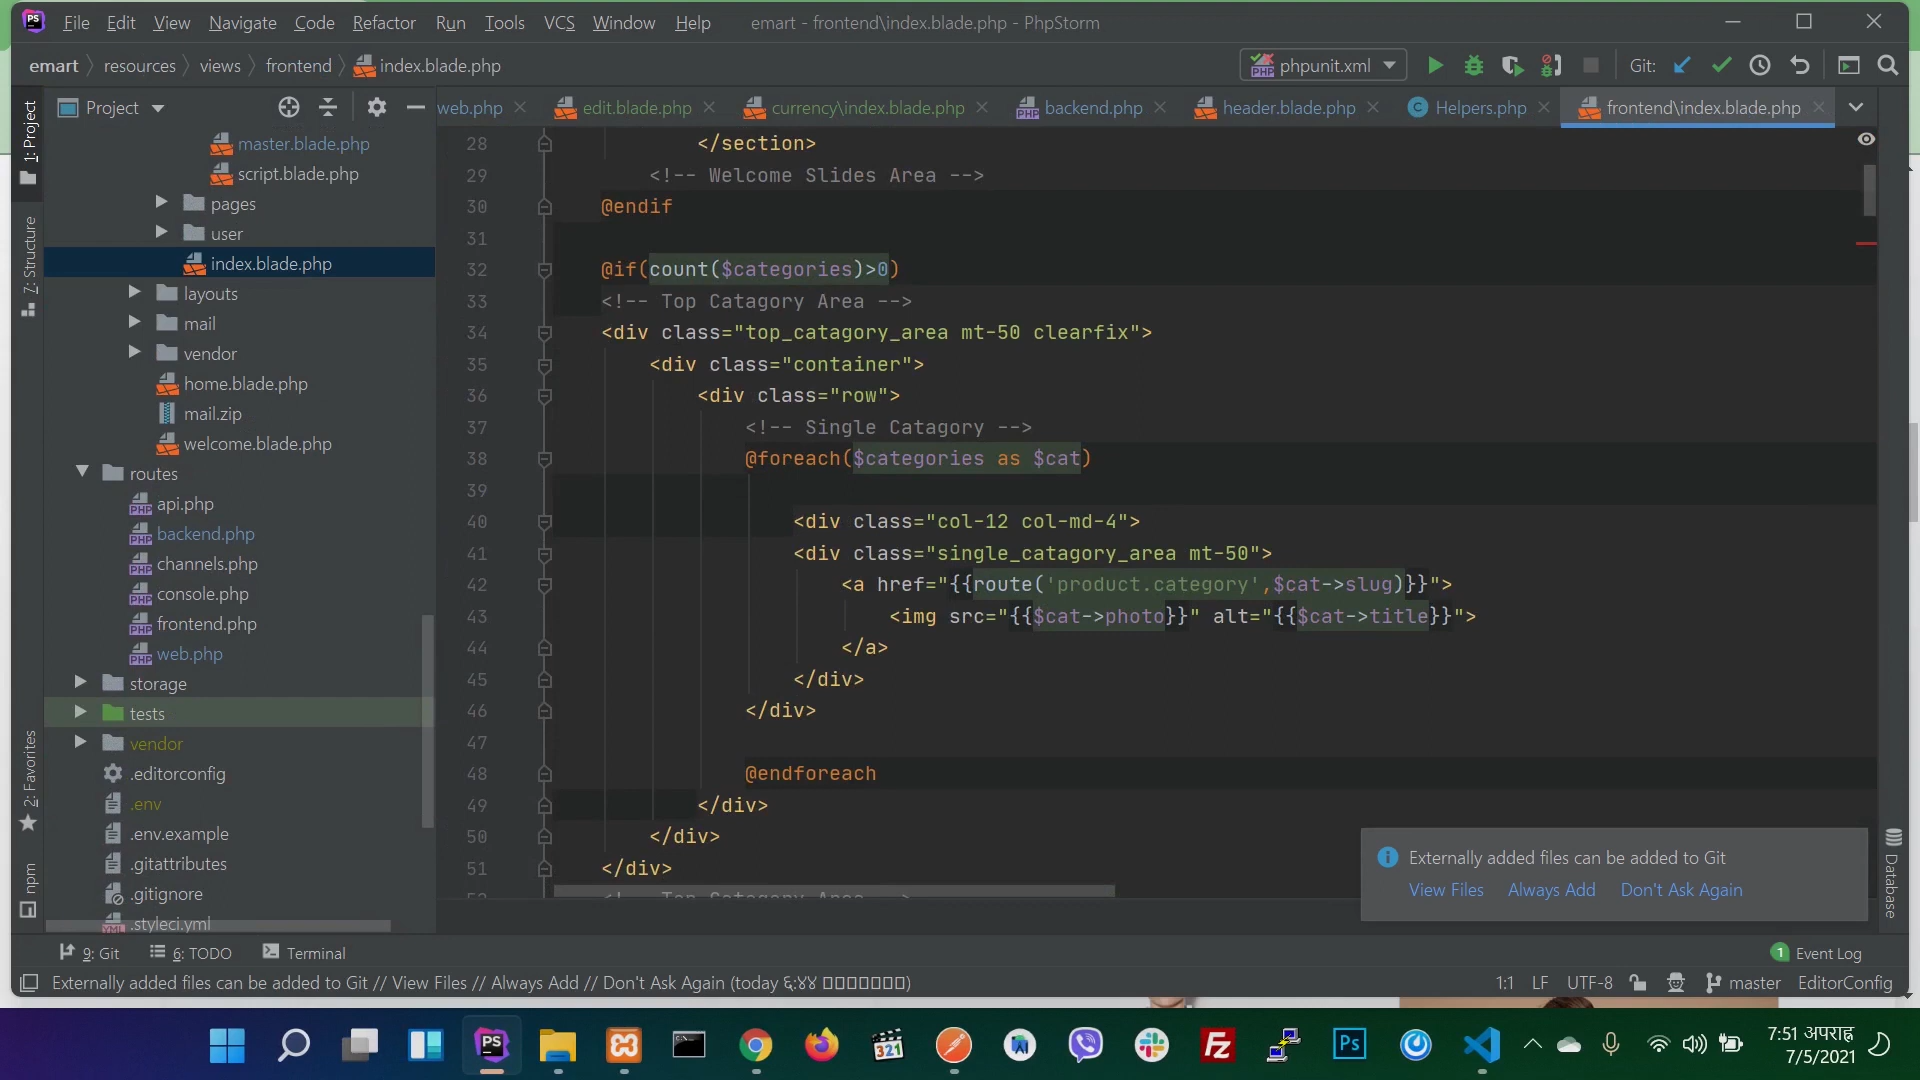 PS File Edit View Navigate Code Refactor Run Tools VCS Window Help emart - frontend\index.blade.php - PhpStorm
emart resources views frontend index.blade.php phpunit.xml Git:
Project web.php edit.blade.php currency\index.blade.php backend.php header.blade.php Helpers.php frontend\index.blade.php
1: Project
7: Structure
2: Favorites
npm
master.blade.php
script.blade.php
pages
user
index.blade.php
layouts
mail
vendor
home.blade.php
mail.zip
welcome.blade.php
routes
api.php
backend.php
channels.php
console.php
frontend.php
web.php
storage
tests
vendor
.editorconfig
.env
.env.example
.gitattributes
.gitignore
.styleci.yml
28 </section>
29 <!-- Welcome Slides Area -->
30 @endif
31
32 @if(count($categories)>0)
33 <!-- Top Catagory Area -->
34 <div class="top_catagory_area mt-50 clearfix">
35 <div class="container">
36 <div class="row">
37 <!-- Single Catagory -->
38 @foreach($categories as $cat)
39
40 <div class="col-12 col-md-4">
41 <div class="single_catagory_area mt-50">
42 <a href="{{route('product.category',$cat->slug)}}">
43 <img src="{{$cat->photo}}" alt="{{$cat->title}}">
44 </a>
45 </div>
46 </div>
47
48 @endforeach
49 </div>
50 </div>
51 </div>
Externally added files can be added to Git
View Files Always Add Don't Ask Again
Database
9: Git 6: TODO Terminal 1 Event Log
Externally added files can be added to Git // View Files // Always Add // Don't Ask Again (today
1:1 LF UTF-8 master EditorConfig
PS 321 Fz Ps
7:51 अपराह्न
7/5/2021